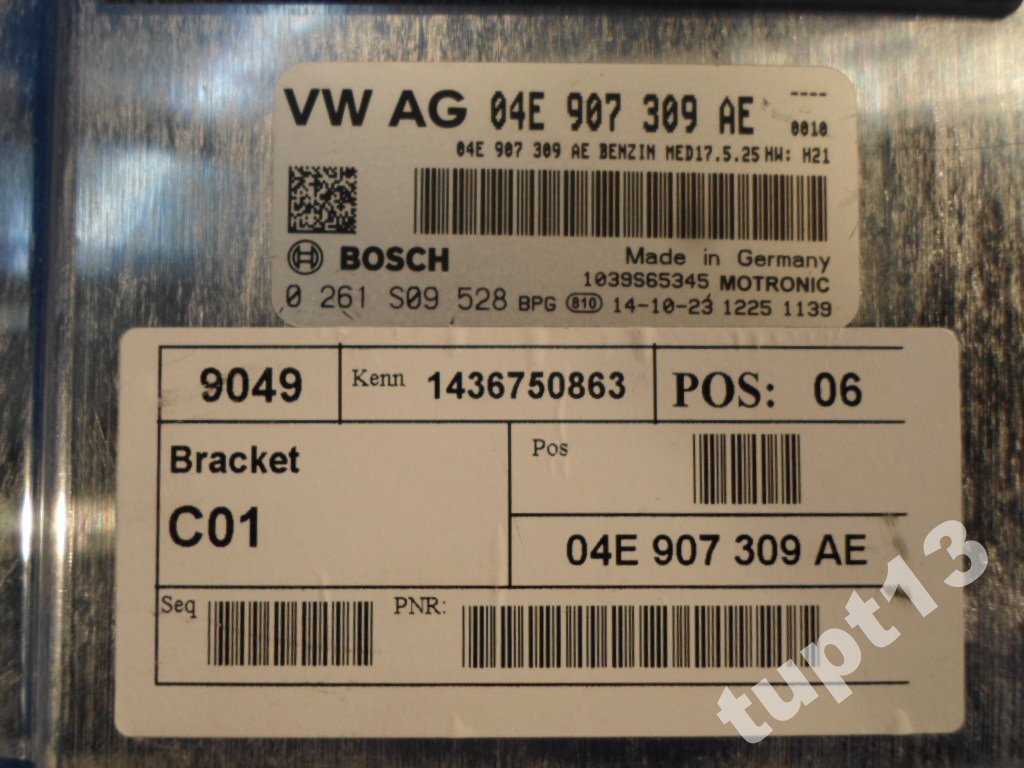 VW AG 04E 907 309 AE ----
0010
04E 907 309 AE BENZIN MED17.5.25 HW: H21
BOSCH
Made in Germany
1039S65345 MOTRONIC
0 261 S09 528 BPG 810 14-10-23 1225 1139
9049 Kenn 1436750863 POS: 06
Bracket
C01
Pos
04E 907 309 AE
Seq PNR:
tupt13